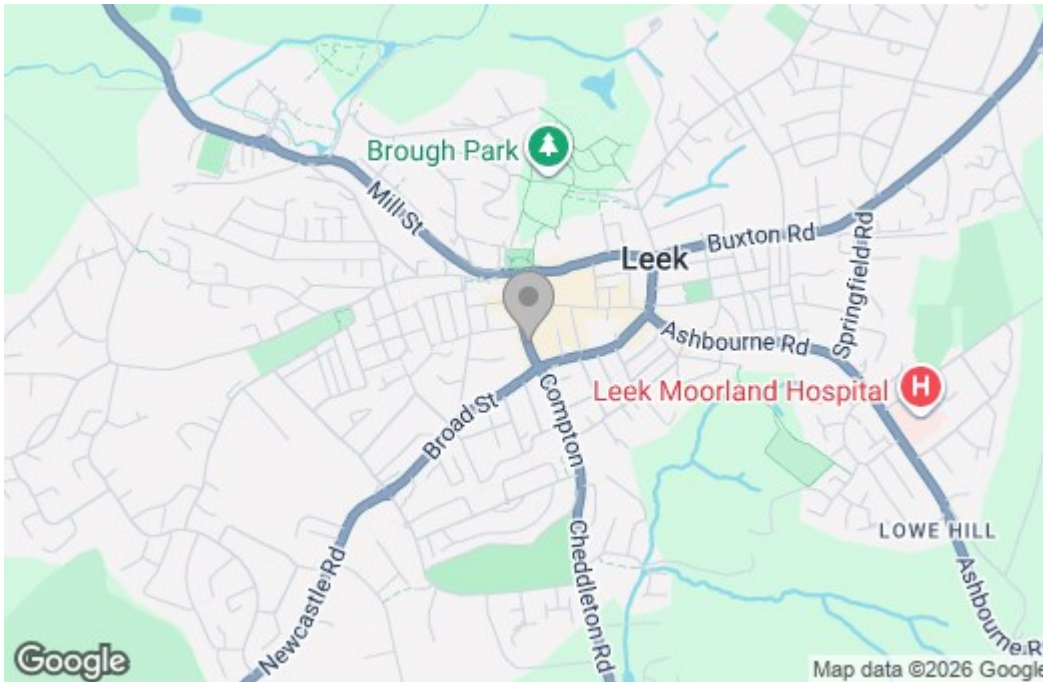 Brough Park
Mill St
Leek
Buxton Rd
Springfield Rd
Ashbourne Rd
Leek Moorland Hospital
H
Compton
Broad St
LOWE HILL
Cheddleton Rd
Newcastle Rd
Ashbourne R
Google
Map data ©2026 Google